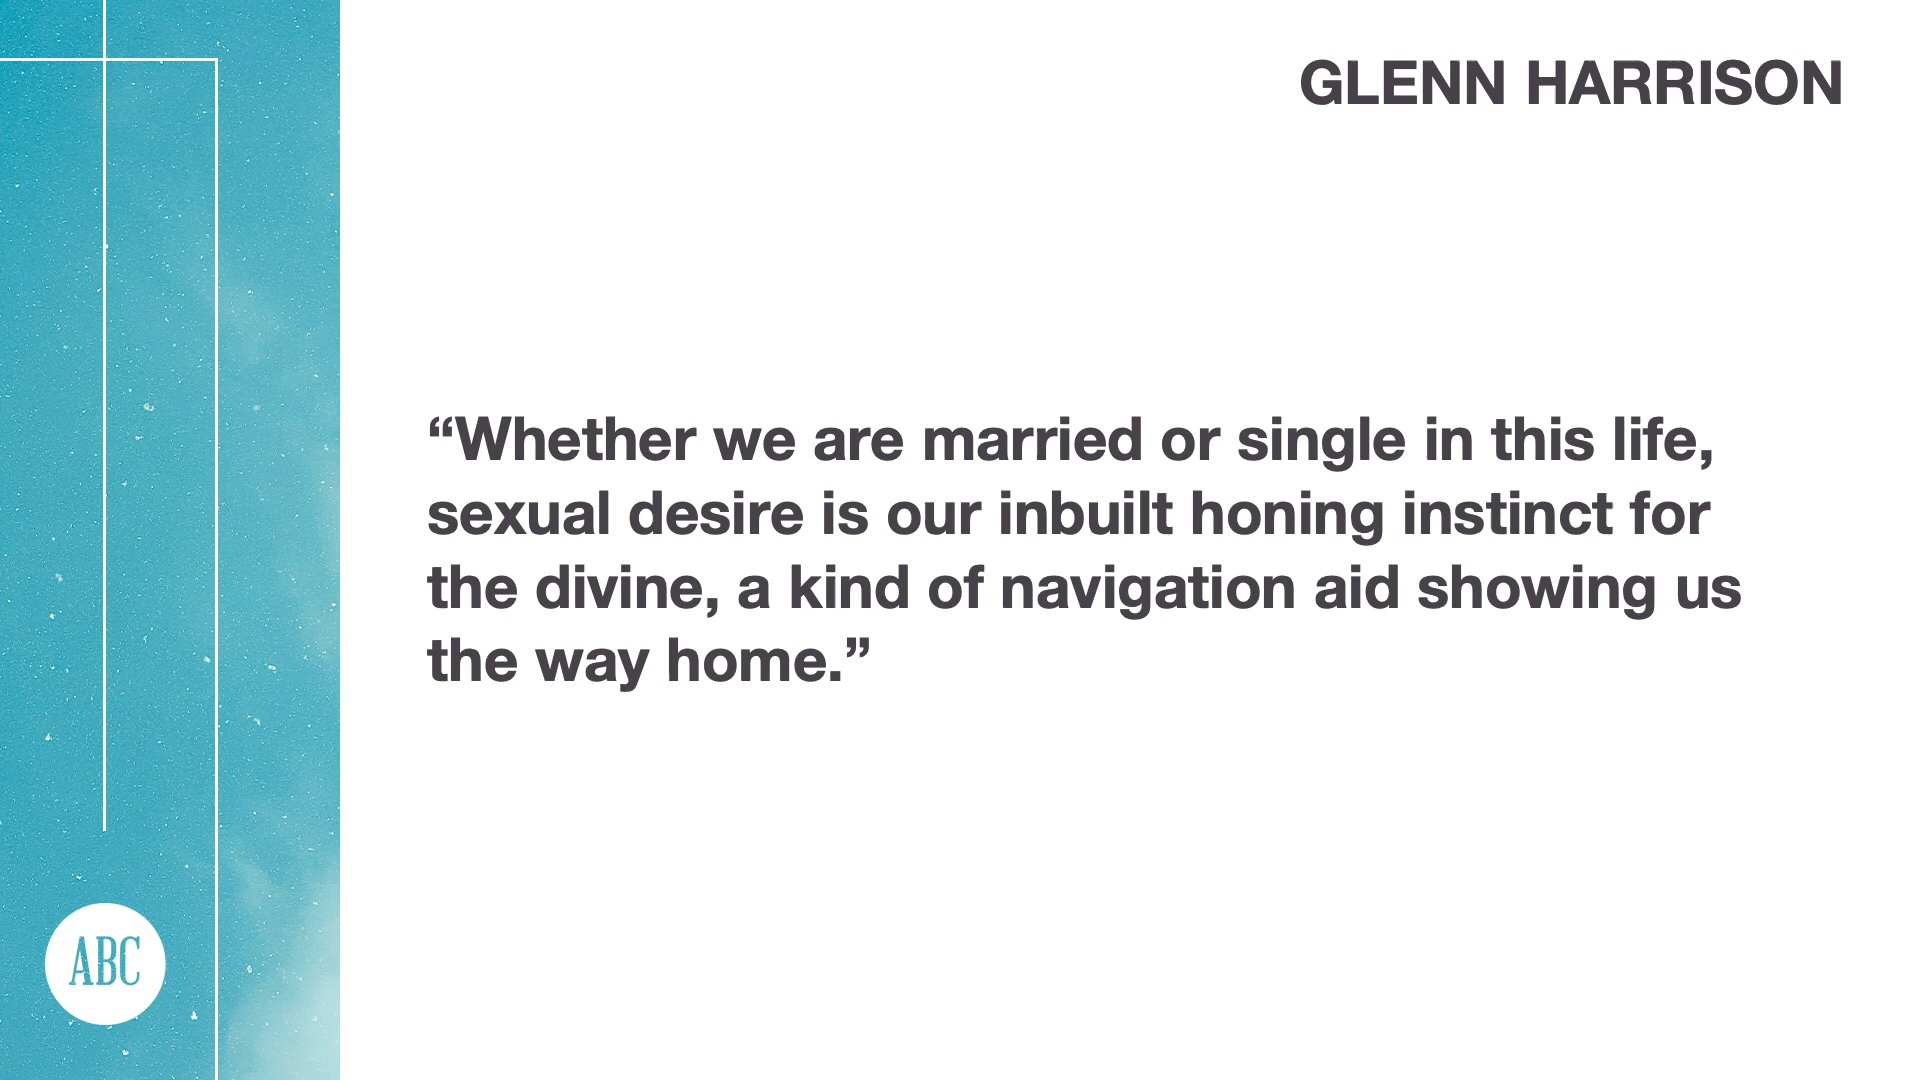 GLENN HARRISON
“Whether we are married or single in this life,
sexual desire is our inbuilt honing instinct for
the divine, a kind of navigation aid showing us
the way home.”
ABC